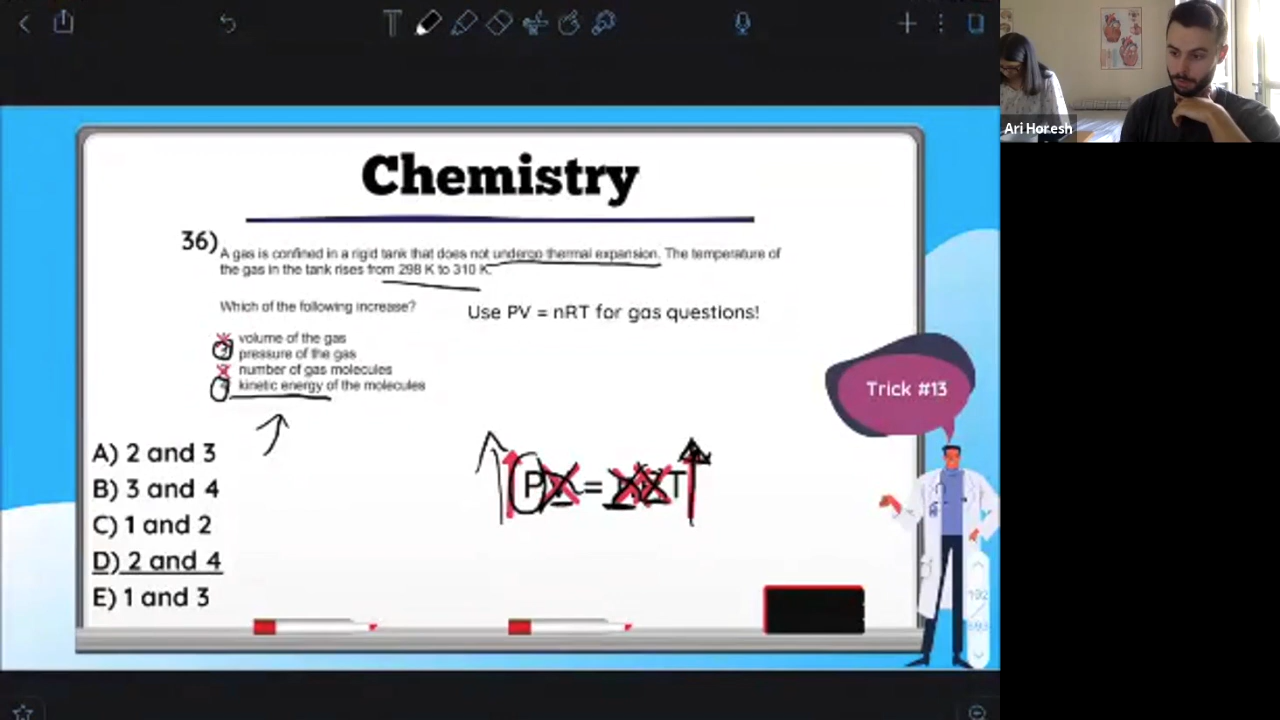 Ari Horesh
Chemistry
36)
A gas is confined in a rigid tank that does not undergo thermal expansion. The temperature of
the gas in the tank rises from 298 K to 310 K.
Which of the following increase?
Use PV = nRT for gas questions!
volume of the gas
pressure of the gas
number of gas molecules
kinetic energy of the molecules
Trick #13
A) 2 and 3
B) 3 and 4
C) 1 and 2
D) 2 and 4
E) 1 and 3
P = T
192